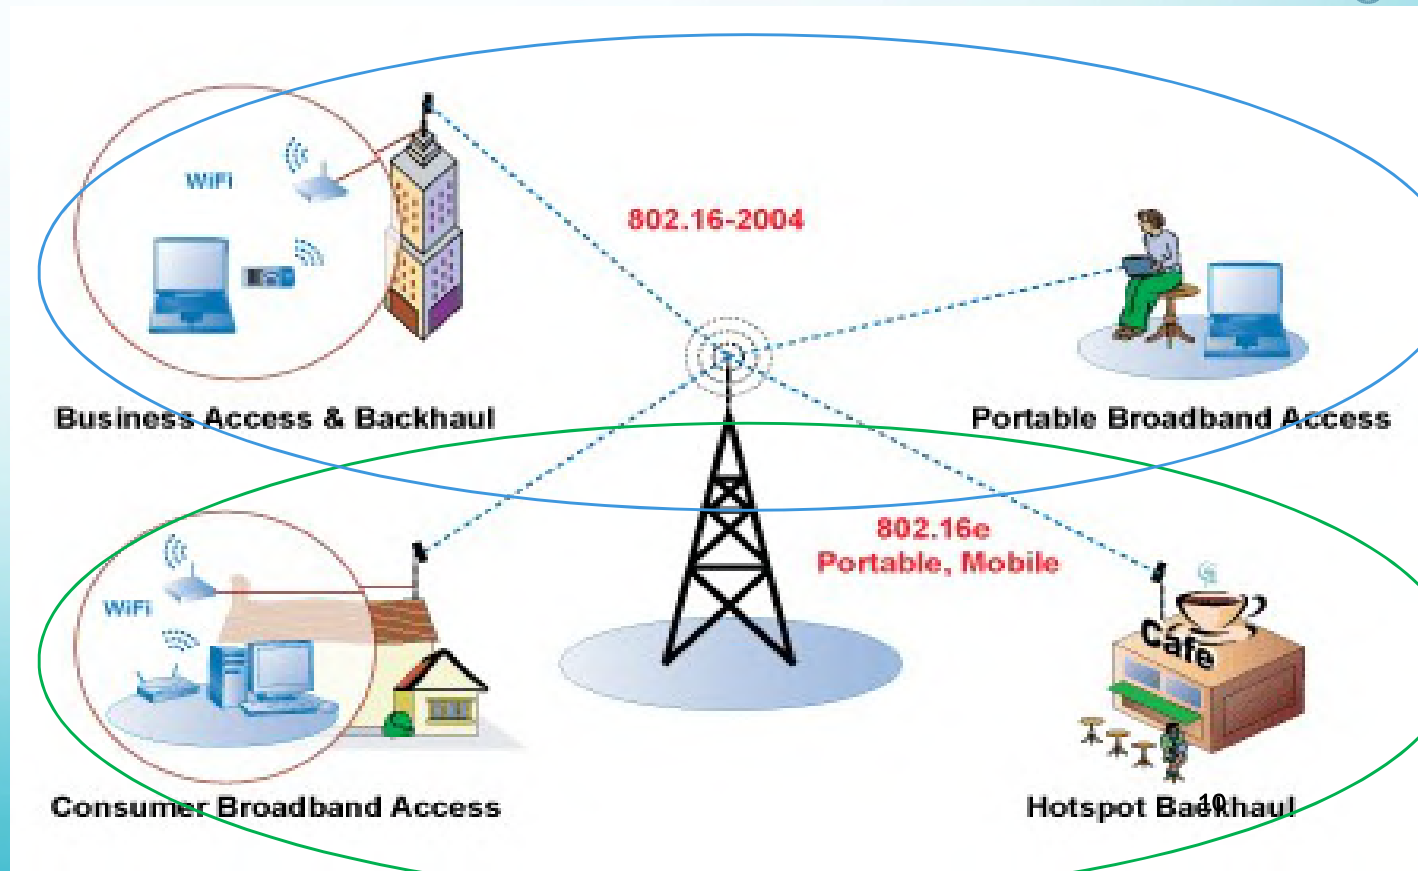 WiFi
802.16-2004
Business Access & Backhaul
Portable Broadband Access
802.16e
Portable, Mobile
WiFi
Cafe
Consumer Broadband Access
Hotspot Backhaul
10